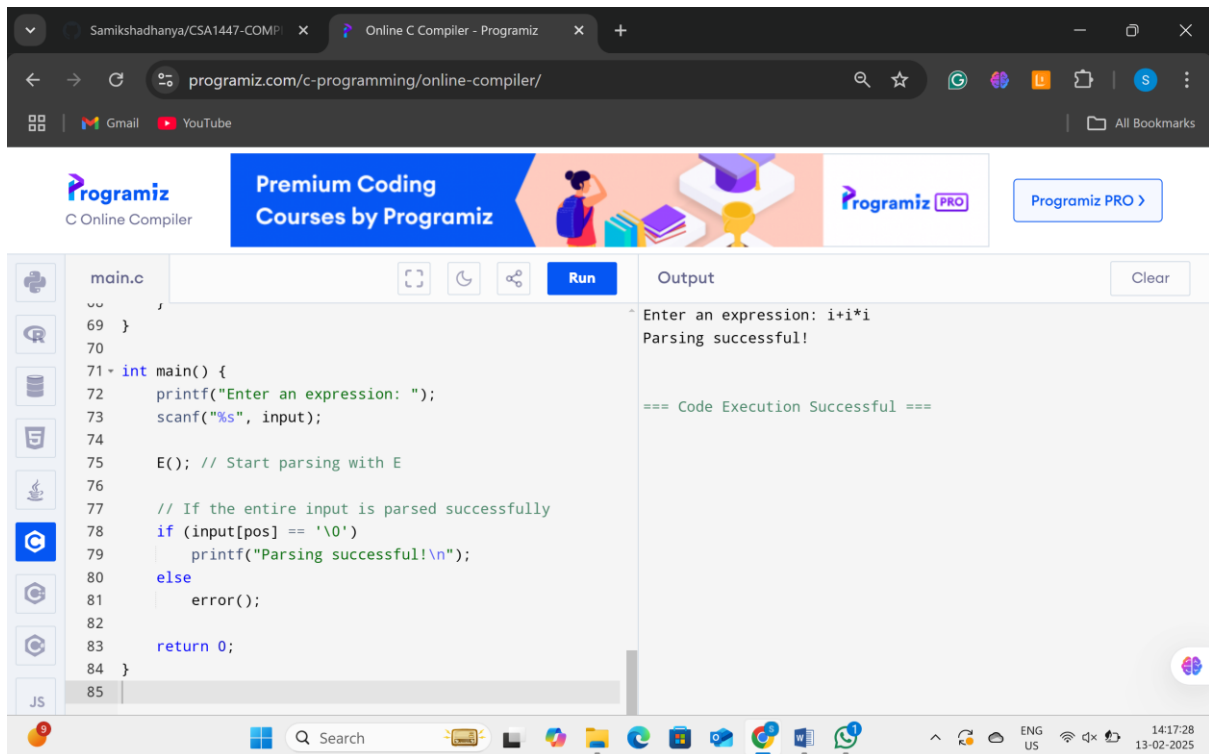 Samikshadhanya/CSA1447-COMPI
Online C Compiler - Programiz
programiz.com/c-programming/online-compiler/
S
Gmail
YouTube
All Bookmarks
Programiz
C Online Compiler
Premium Coding
Courses by Programiz
Programiz PRO
Programiz PRO >
main.c
Run
Output
Clear
68 }
69 }
70
71 int main() {
72 printf("Enter an expression: ");
73 scanf("%s", input);
74
75 E(); // Start parsing with E
76
77 // If the entire input is parsed successfully
78 if (input[pos] == '\0')
79 printf("Parsing successful!\n");
80 else
81 error();
82
83 return 0;
84 }
85
Enter an expression: i+i*i
Parsing successful!
=== Code Execution Successful ===
JS
9
Search
ENG
US
14:17:28
13-02-2025